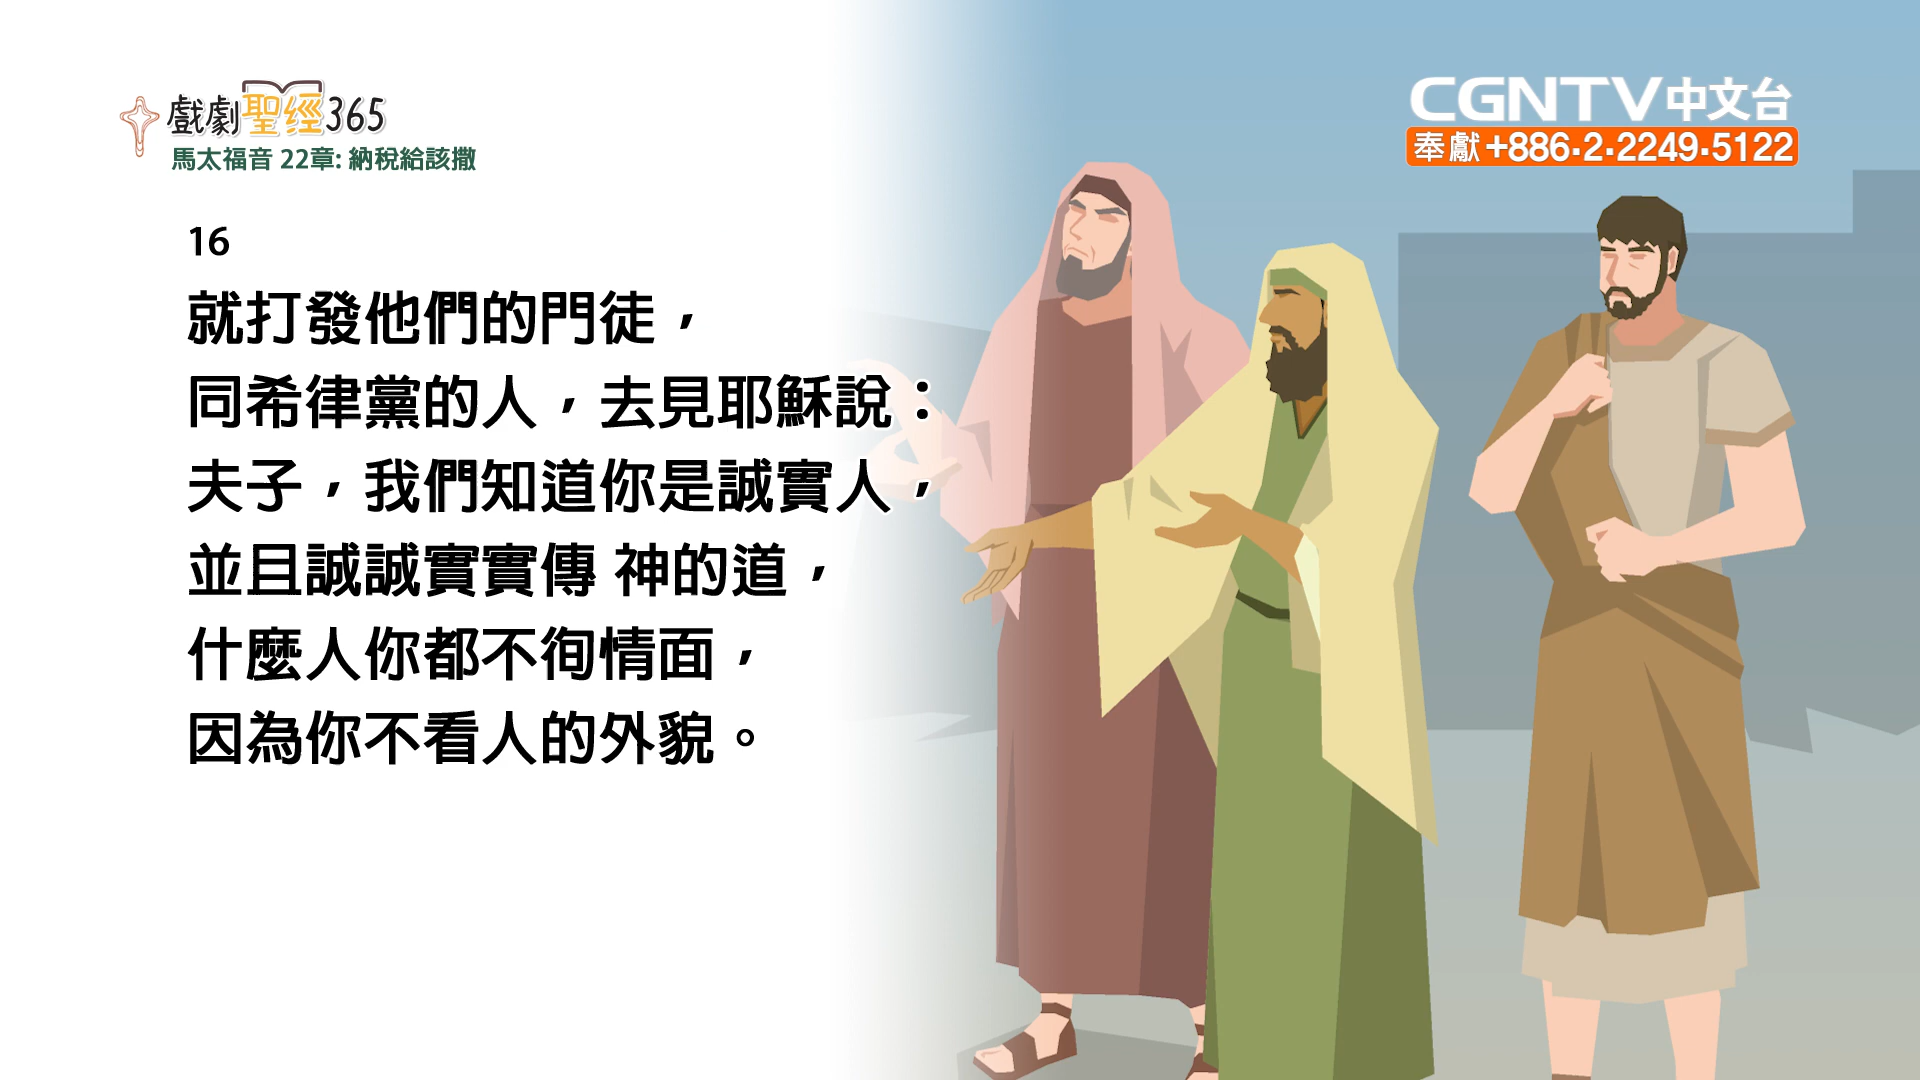 戲劇聖經365
馬太福音 22章: 納稅給該撒
CGNTV中文台
奉獻 +886·2·2249·5122
16
就打發他們的門徒，
同希律黨的人，去見耶穌說：
夫子，我們知道你是誠實人，
並且誠誠實實傳 神的道，
什麼人你都不徇情面，
因為你不看人的外貌。